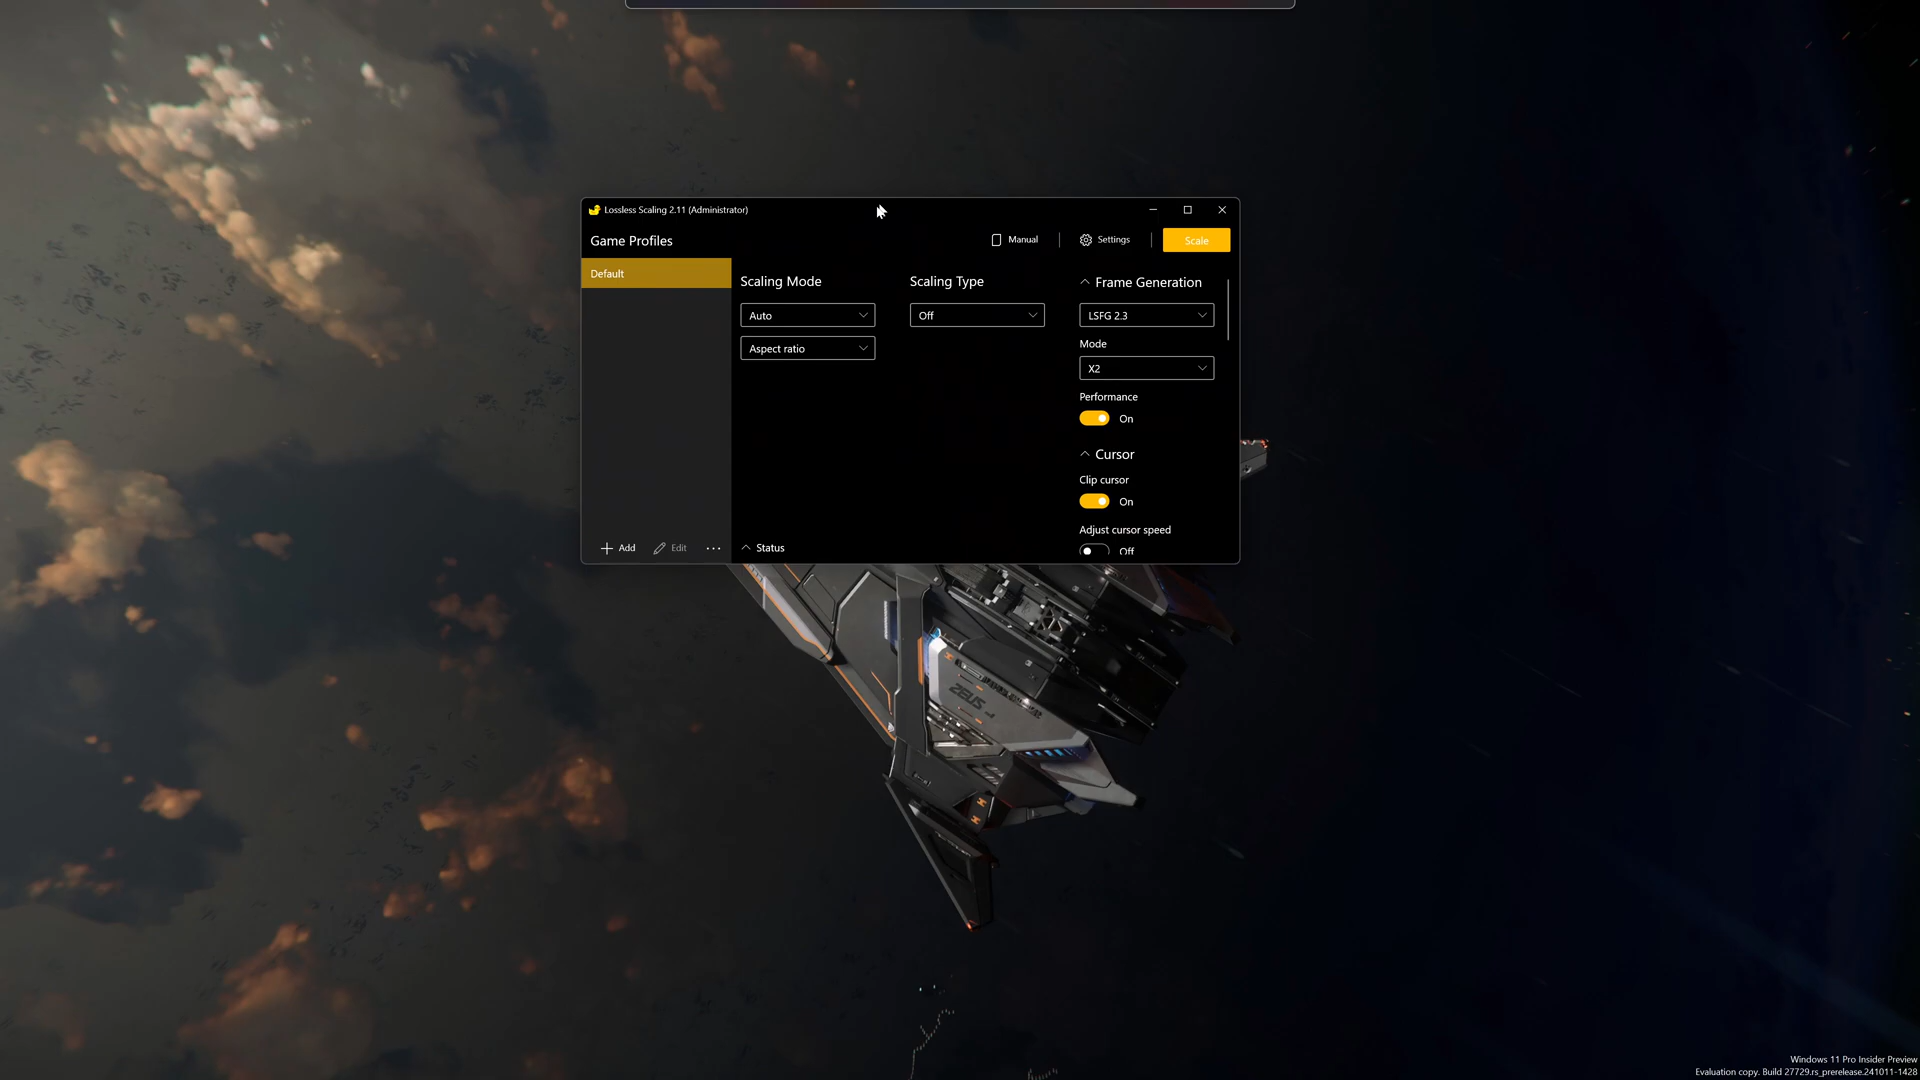 Lossless Scaling 2.11 (Administrator)
Game Profiles
Manual
Settings
Scale
Default
Scaling Mode
Auto
Aspect ratio
Scaling Type
Off
Frame Generation
LSFG 2.3
Mode
X2
Performance
On
Cursor
Clip cursor
On
Adjust cursor speed
Off
Add
Edit
Status
Windows 11 Pro Insider Preview
Evaluation copy. Build 27729.rs_prerelease.241011-1428